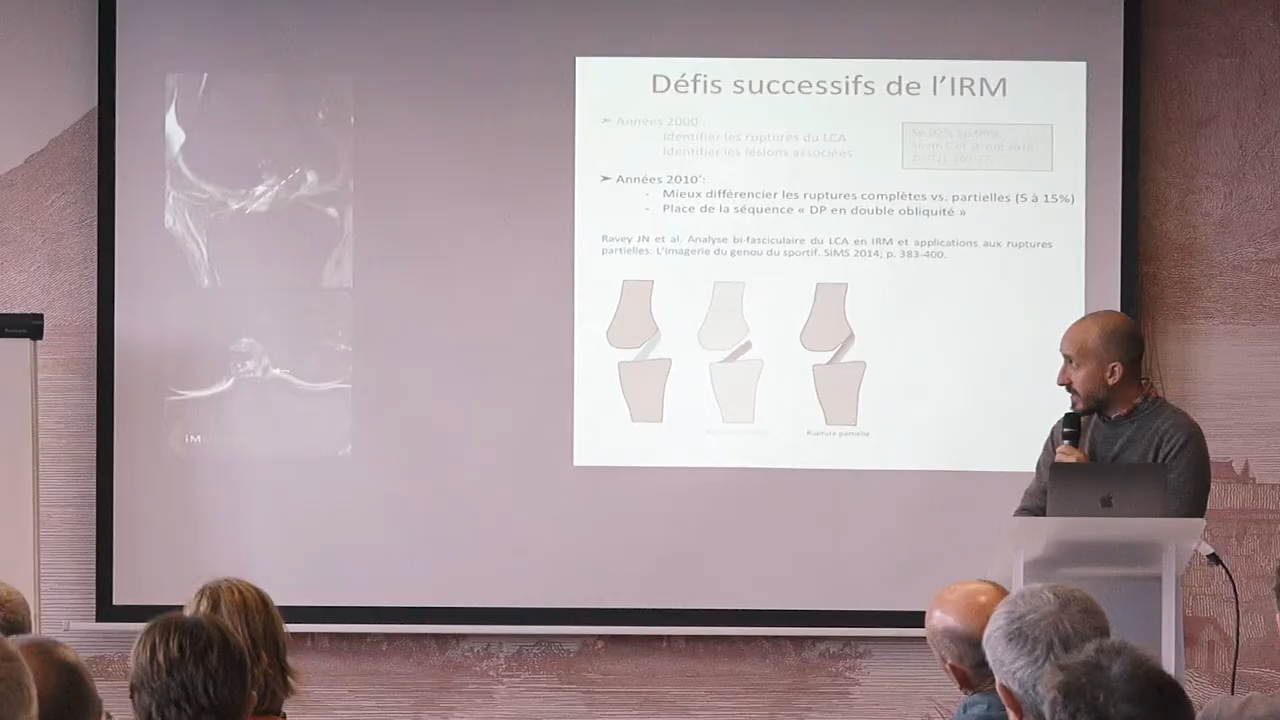 Défis successifs de l'IRM
➤ Années 2000':
Identifier les ruptures du LCA
Identifier les lésions associées
➤ Années 2010':
- Mieux différencier les ruptures complètes vs. partielles (5 à 15%)
- Place de la séquence « DP en double obliquité »
Ravey JN et al. Analyse bi-fasciculaire du LCA en IRM et applications aux ruptures
partielles. L'imagerie du genou du sportif. SIMS 2014; p. 383-400.
Rupture partielle
IM